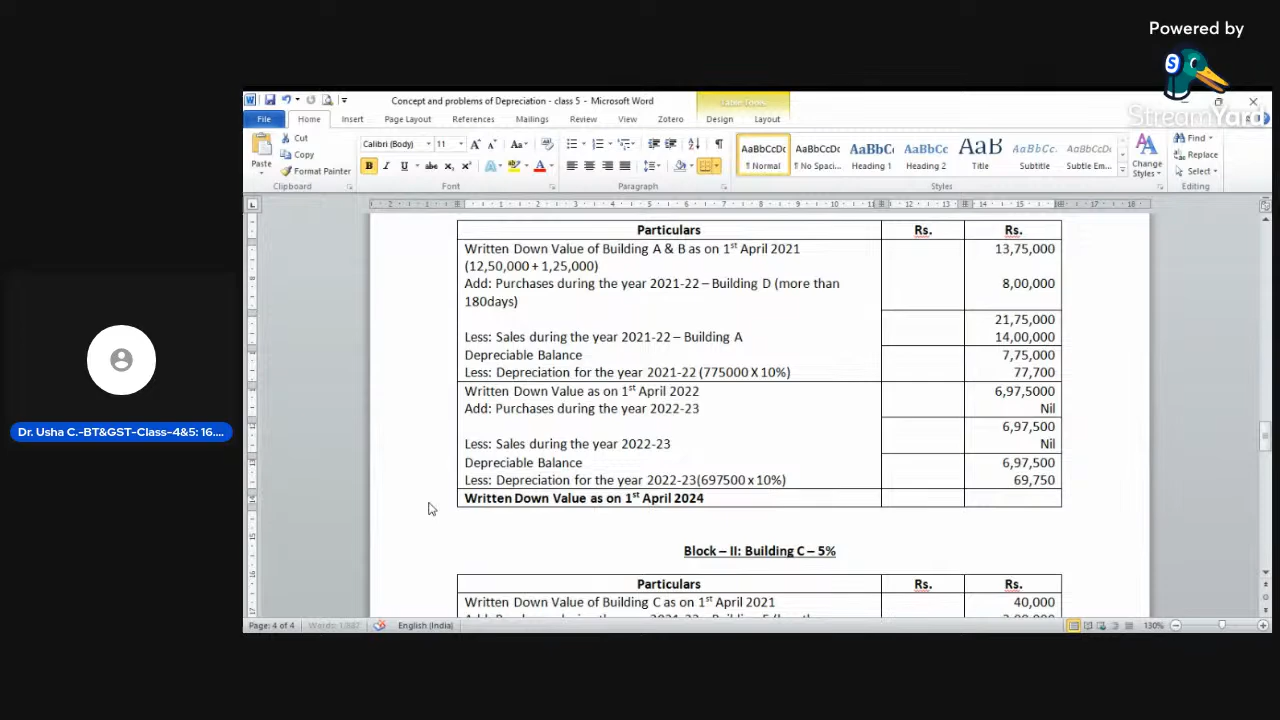 Powered by
StreamYard
Concept and problems of Depreciation - class 5 - Microsoft Word
Table Tools
File Home Insert Page Layout References Mailings Review View Zotero Design Layout
Cut
Copy
Format Painter
Paste
Clipboard
Calibri (Body) 11
Font
Paragraph
AaBbCcDc AaBbCcDc AaBbCc AaBbCc AaB AaBbCc. AaBbCcDc
¶ Normal ¶ No Spaci... Heading 1 Heading 2 Title Subtitle Subtle Em...
Change Styles
Styles
Find
Replace
Select
Editing
Particulars Rs. Rs.
Written Down Value of Building A & B as on 1st April 2021 13,75,000
(12,50,000 + 1,25,000)
Add: Purchases during the year 2021-22 – Building D (more than 8,00,000
180days)
21,75,000
Less: Sales during the year 2021-22 – Building A 14,00,000
Depreciable Balance 7,75,000
Less: Depreciation for the year 2021-22 (775000 X 10%) 77,700
Written Down Value as on 1st April 2022 6,97,5000
Add: Purchases during the year 2022-23 Nil
6,97,500
Less: Sales during the year 2022-23 Nil
Depreciable Balance 6,97,500
Less: Depreciation for the year 2022-23(697500 x 10%) 69,750
Written Down Value as on 1st April 2024
Block – II: Building C – 5%
Particulars Rs. Rs.
Written Down Value of Building C as on 1st April 2021 40,000
Dr. Usha C.-BT&GST-Class-4&5: 16....
Page: 4 of 4 English (India) 130%